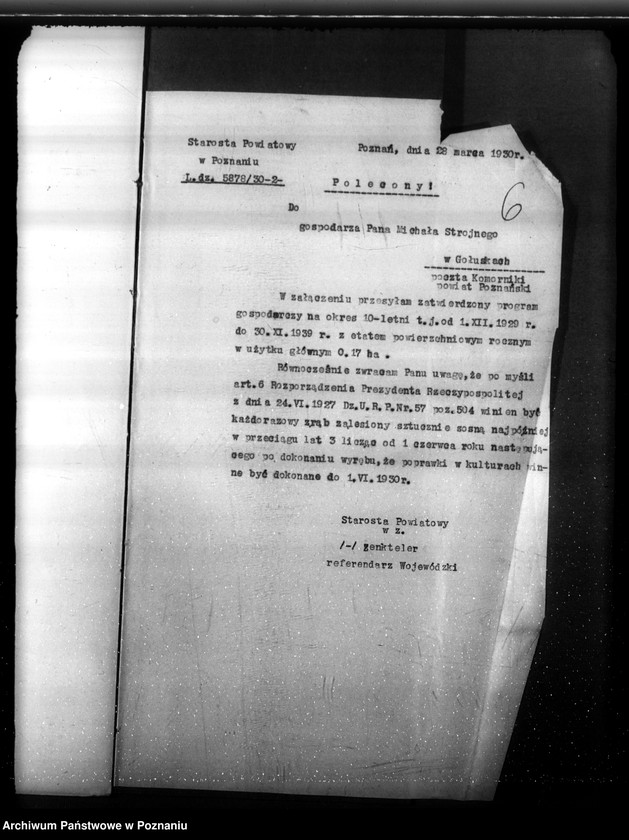 Starosta Powiatowy
w Poznaniu
L.dz. 5878/30-2-
Poznań, dnia 28 marca 1930r.
Polecony!
6
Do
gospodarza Pana Michała Strojnego
w Gołuskach
poczta Komorniki
powiat Poznański
W załączeniu przesyłam zatwierdzony program
gospodarczy na okres 10-letni t.j.od 1.XII.1929 r.
do 30.XI.1939 r. z etatem powierzchniowym rocznym
w użytku głównym 0.17 ha.
Równocześnie zwracam Panu uwagę,że po myśli
art.6 Rozporządzenia Prezydenta Rzeczypospolitej
z dnia 24.VI.1927 Dz.U.R.P.Nr.57 poz.504 winien być
każdorazowy zrąb zalesiony sztucznie sosną najpóźniej
w przeciągu lat 3 licząc od 1 czerwca roku następują-
cego po dokonaniu wyrębu,że poprawki w kulturach win-
ne być dokonane do 1.VI.1930r.
Starosta Powiatowy
w z.
/-/ Zenkteler
referendarz Wojewódzki
Archiwum Państwowe w Poznaniu